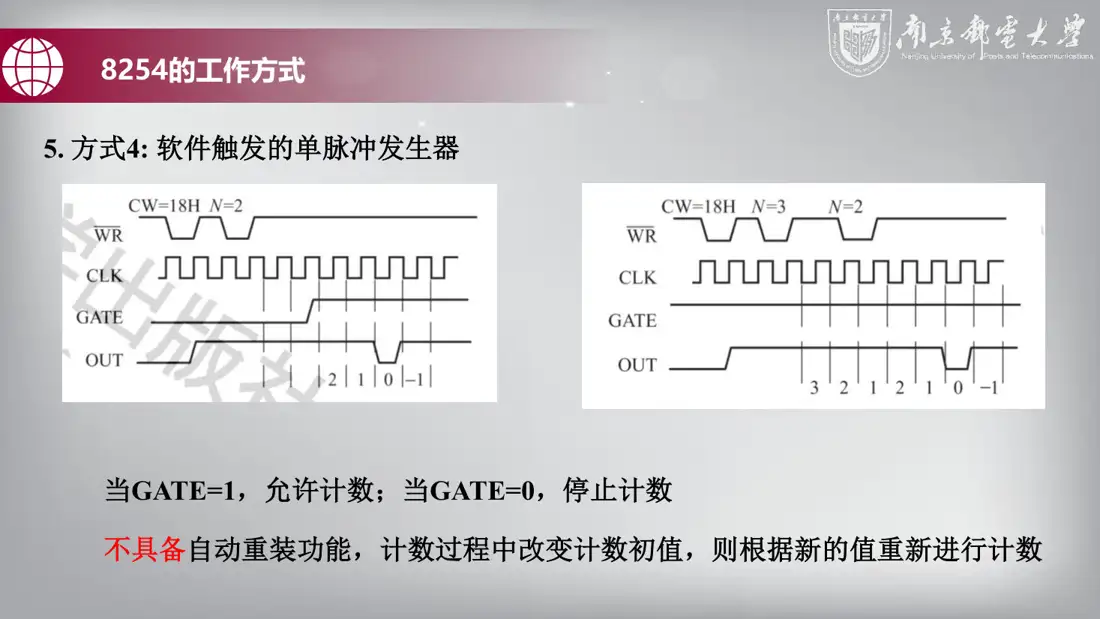 南京邮电大学
Nanjing University of Posts and Telecommunications
8254的工作方式
5. 方式4: 软件触发的单脉冲发生器
CW=18H N=2
WR
CLK
GATE
OUT
2 1 0 −1
CW=18H N=3 N=2
WR
CLK
GATE
OUT
3 2 1 2 1 0 −1
当GATE=1，允许计数；当GATE=0，停止计数
不具备自动重装功能，计数过程中改变计数初值，则根据新的值重新进行计数